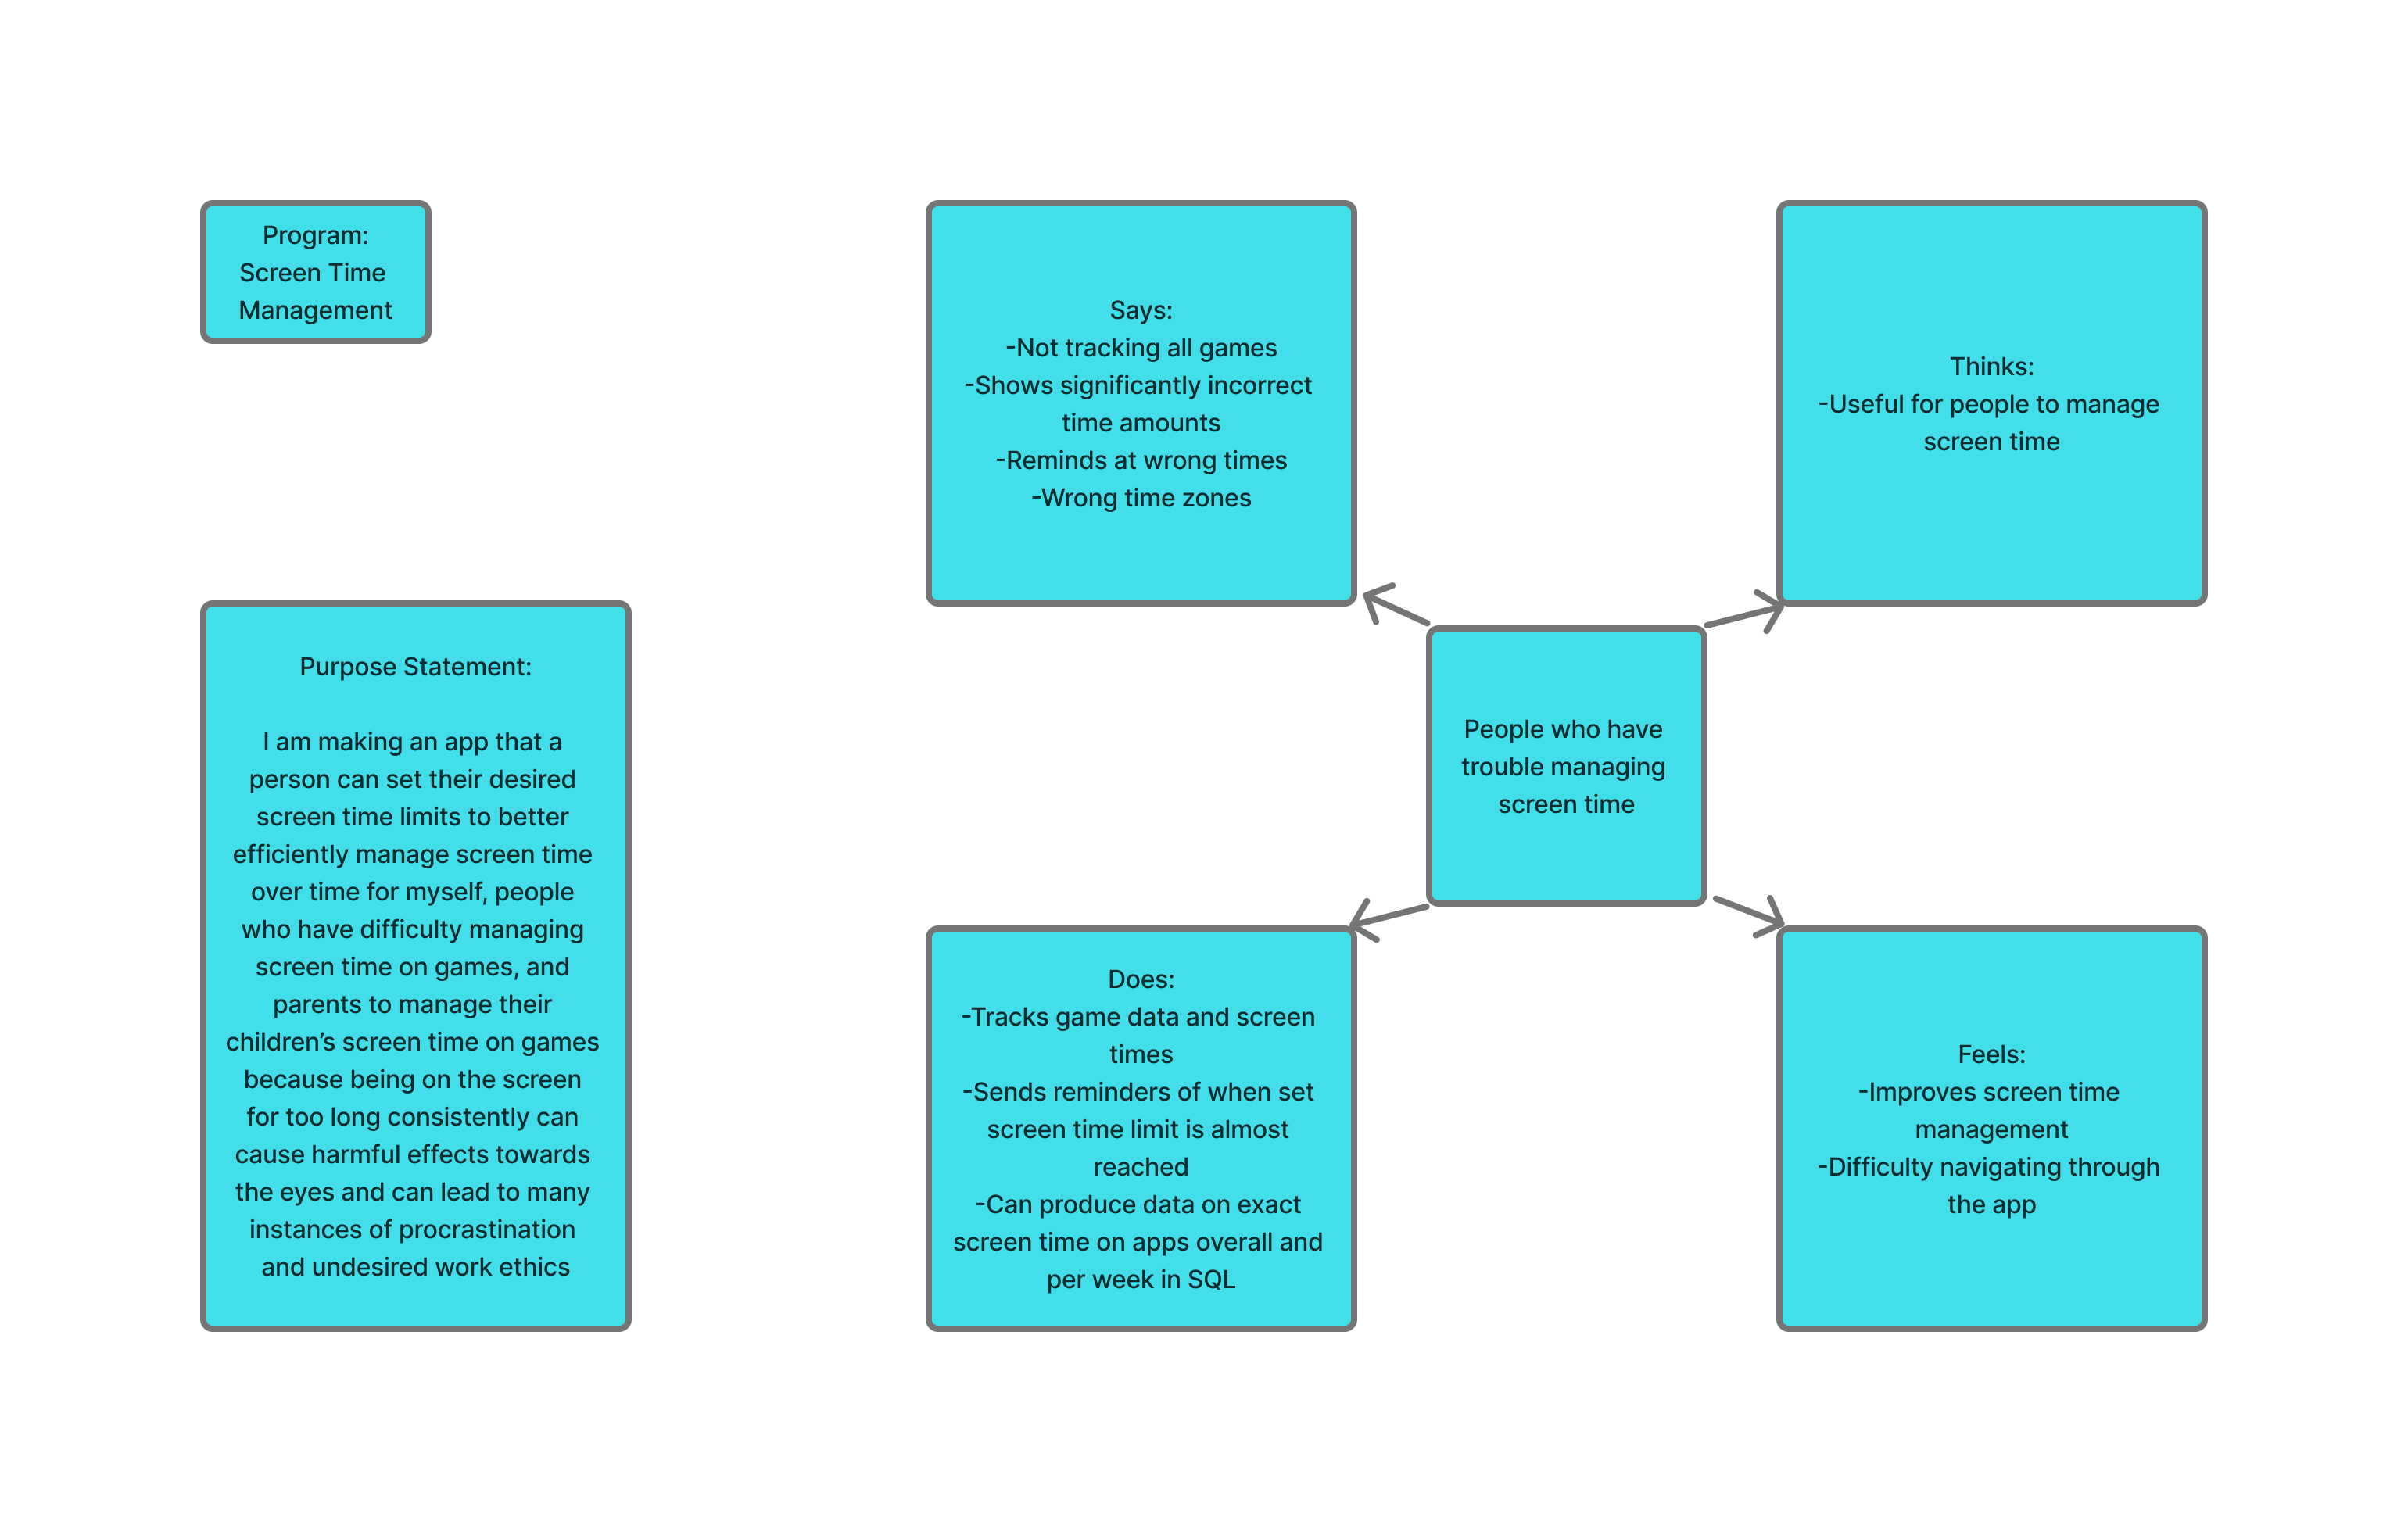 Program:
Screen Time
Management
Purpose Statement:
I am making an app that a
person can set their desired
screen time limits to better
efficiently manage screen time
over time for myself, people
who have difficulty managing
screen time on games, and
parents to manage their
children’s screen time on games
because being on the screen
for too long consistently can
cause harmful effects towards
the eyes and can lead to many
instances of procrastination
and undesired work ethics
Says:
-Not tracking all games
-Shows significantly incorrect
time amounts
-Reminds at wrong times
-Wrong time zones
Thinks:
-Useful for people to manage
screen time
People who have
trouble managing
screen time
Does:
-Tracks game data and screen
times
-Sends reminders of when set
screen time limit is almost
reached
-Can produce data on exact
screen time on apps overall and
per week in SQL
Feels:
-Improves screen time
management
-Difficulty navigating through
the app